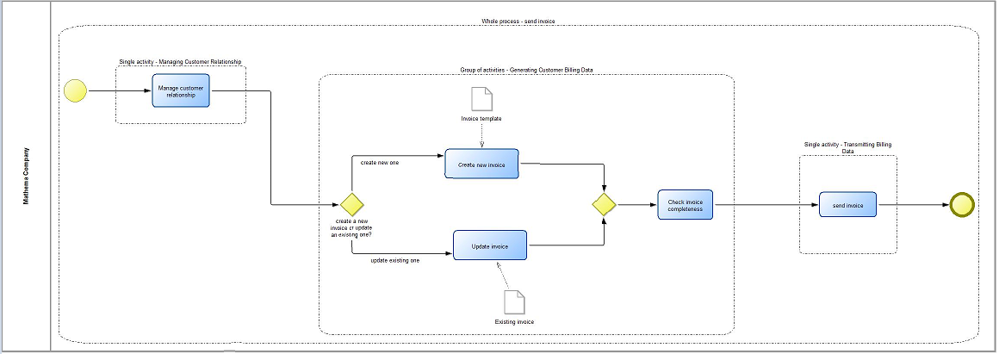 Mathema Company
Whole process - send invoice
Single activity - Managing Customer Relationship
Manage customer
relationship
Group of activities - Generating Customer Billing Data
Invoice template
create new one
Create new invoice
create a new
invoice or update
an existing one?
update existing one
Update invoice
Existing invoice
Check invoice
completeness
Single activity - Transmitting Billing
Data
send invoice